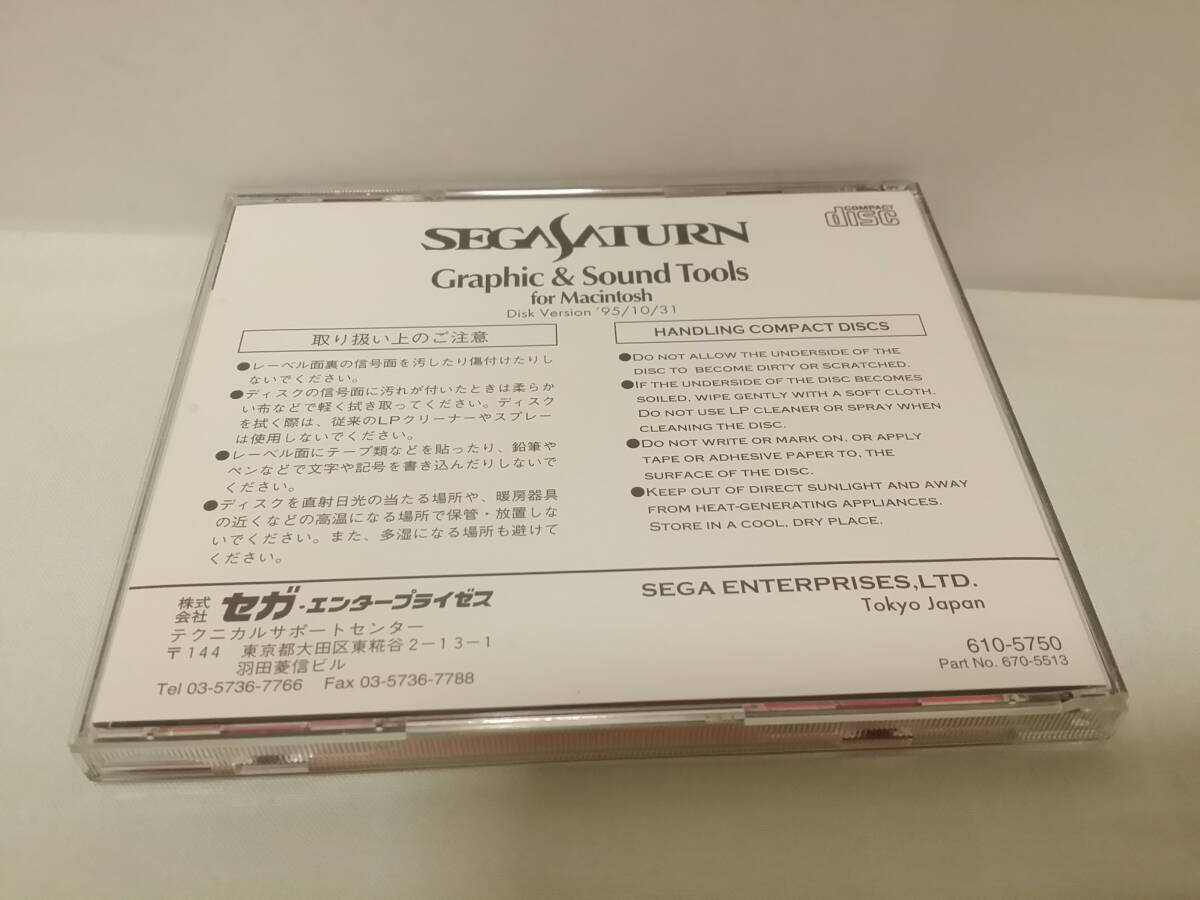 SEGA SATURN
COMPACT
disc
Graphic & Sound Tools
for Macintosh
Disk Version '95/10/31
取り扱い上のご注意
●レーベル面裏の信号面を汚したり傷付けたりし
ないでください。
●ディスクの信号面に汚れが付いたときは柔らか
い布などで軽く拭き取ってください。ディスク
を拭く際は、従来のLPクリーナーやスプレー
は使用しないでください。
●レーベル面にテープ類などを貼ったり、鉛筆や
ペンなどで文字や記号を書き込んだりしないで
ください。
●ディスクを直射日光の当たる場所や、暖房器具
の近くなどの高温になる場所で保管・放置しな
いでください。また、多湿になる場所も避けて
ください。
HANDLING COMPACT DISCS
●DO NOT ALLOW THE UNDERSIDE OF THE
DISC TO BECOME DIRTY OR SCRATCHED.
●IF THE UNDERSIDE OF THE DISC BECOMES
SOILED, WIPE GENTLY WITH A SOFT CLOTH.
DO NOT USE LP CLEANER OR SPRAY WHEN
CLEANING THE DISC.
●DO NOT WRITE OR MARK ON, OR APPLY
TAPE OR ADHESIVE PAPER TO, THE
SURFACE OF THE DISC.
●KEEP OUT OF DIRECT SUNLIGHT AND AWAY
FROM HEAT-GENERATING APPLIANCES.
STORE IN A COOL, DRY PLACE.
株式会社 セガ・エンタープライゼス
テクニカルサポートセンター
〒144 東京都大田区東糀谷2-13-1
羽田菱信ビル
Tel 03-5736-7766 Fax 03-5736-7788
SEGA ENTERPRISES,LTD.
Tokyo Japan
610-5750
Part No. 670-5513